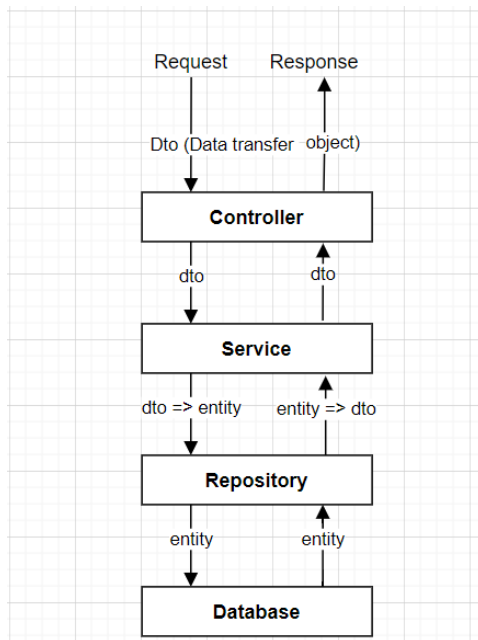 Request Response
Dto (Data transfer object)
Controller
dto dto
Service
dto => entity entity => dto
Repository
entity entity
Database